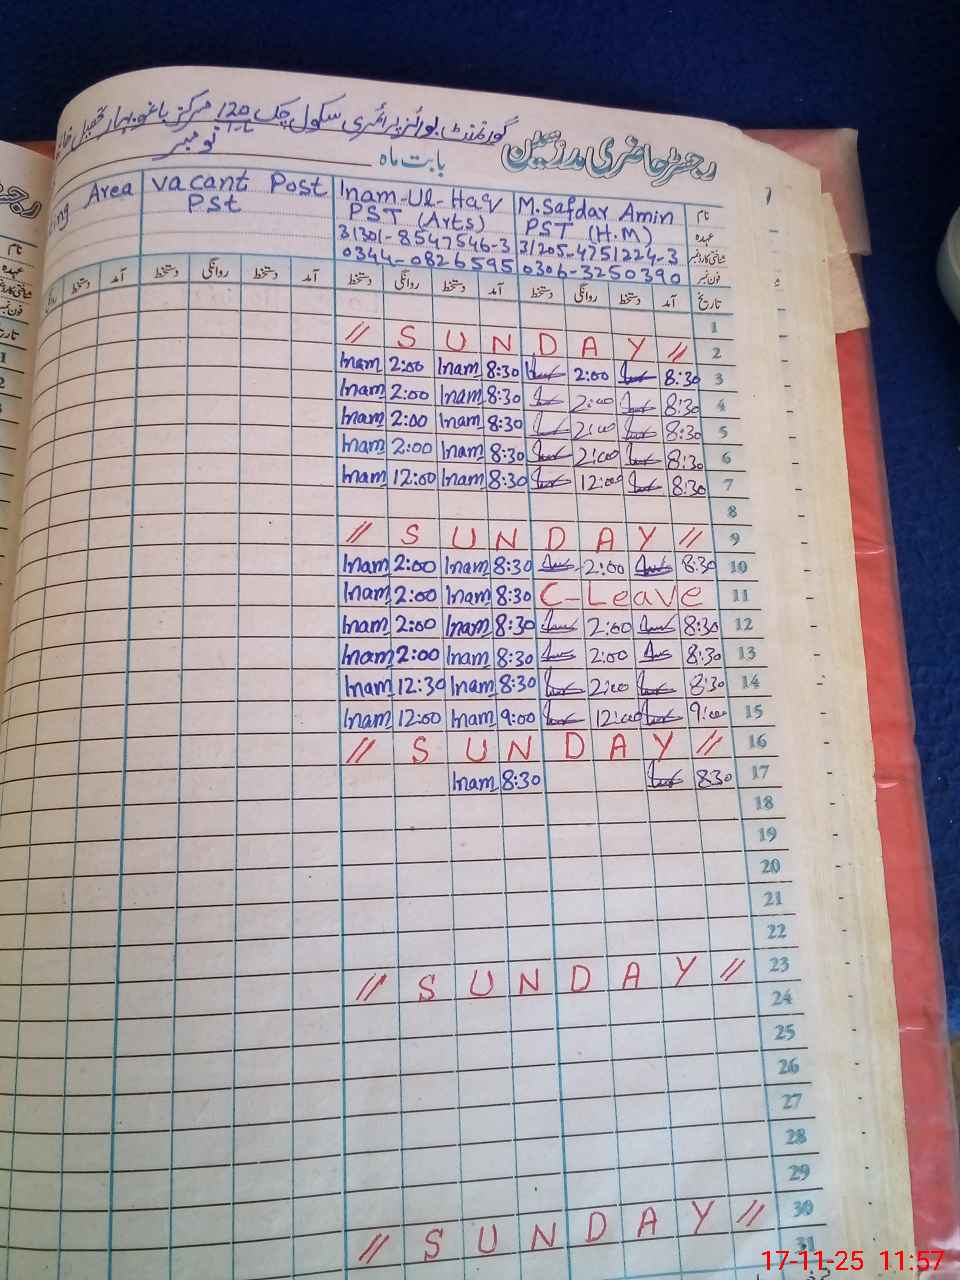 رجسٹر حاضری مدرسین
گورنمنٹ بوائز پرائمری سکول چک 120 مرکز باغوبہار تحصیل
بابت ماہ نومبر
نام M.Safdar Amin Inam-Ul-Haq Vacant Post ing Area
عہدہ PST (H.M) PST (Arts) Pst
31205-4751224-3 31301-8547546-3
فون نمبر 0306-3250390 0344-0826595
تاریخ آمد دستخط روانگی دستخط آمد دستخط روانگی دستخط آمد دستخط روانگی دستخط آمد دستخط
1
2 // S U N D A Y //
3 8:30 2:00 8:30 Inam 2:00 Inam
4 8:30 2:00 8:30 Inam 2:00 Inam
5 8:30 2:00 8:30 Inam 2:00 Inam
6 8:30 2:00 8:30 Inam 2:00 Inam
7 8:30 12:00 8:30 Inam 12:00 Inam
8
9 // S U N D A Y //
10 8:30 2:00 8:30 Inam 2:00 Inam
11 C-Leave 8:30 Inam 2:00 Inam
12 8:30 2:00 8:30 Inam 2:00 Inam
13 8:30 2:00 8:30 Inam 2:00 Inam
14 8:30 2:00 8:30 Inam 12:30 Inam
15 9:00 12:00 9:00 Inam 12:00 Inam
16 // S U N D A Y //
17 830 8:30 Inam
18
19
20
21
22
23 // S U N D A Y //
24
25
26
27
28
29
30 // S U N D A Y //
31
17-11-25 11:57